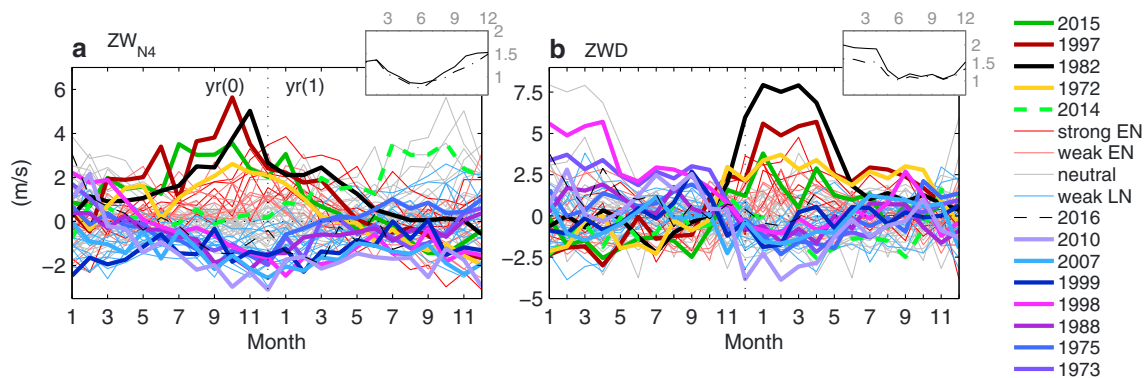 3 6 9 12
3 6 9 12
a ZW_N4
2
1.5
1
b ZWD
2
1.5
1
yr(0) yr(1)
6
4
2
0
−2
(m/s)
7.5
5
2.5
0
−2.5
−5
1 3 5 7 9 11 1 3 5 7 9 11
Month
1 3 5 7 9 11 1 3 5 7 9 11
Month
2015
1997
1982
1972
2014
strong EN
weak EN
neutral
weak LN
2016
2010
2007
1999
1998
1988
1975
1973